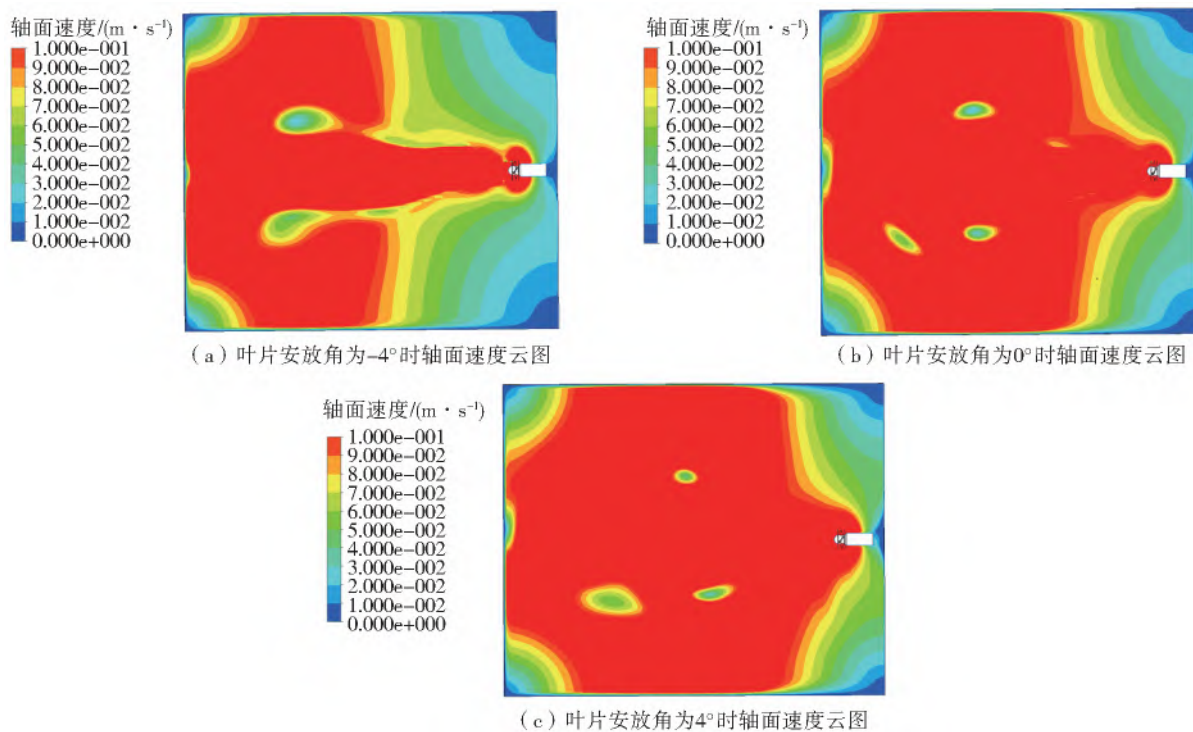 轴面速度/(m·s⁻¹)
1.000e-001
9.000e-002
8.000e-002
7.000e-002
6.000e-002
5.000e-002
4.000e-002
3.000e-002
2.000e-002
1.000e-002
0.000e+000
(a)叶片安放角为-4°时轴面速度云图
轴面速度/(m·s⁻¹)
1.000e-001
9.000e-002
8.000e-002
7.000e-002
6.000e-002
5.000e-002
4.000e-002
3.000e-002
2.000e-002
1.000e-002
0.000e+000
(b)叶片安放角为0°时轴面速度云图
轴面速度/(m·s⁻¹)
1.000e-001
9.000e-002
8.000e-002
7.000e-002
6.000e-002
5.000e-002
4.000e-002
3.000e-002
2.000e-002
1.000e-002
0.000e+000
(c)叶片安放角为4°时轴面速度云图